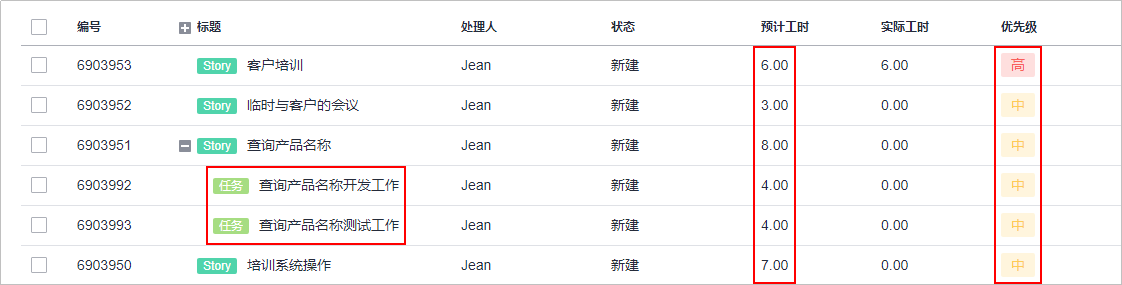 编号 标题 处理人 状态 预计工时 实际工时 优先级
6903953 Story 客户培训 Jean 新建 6.00 6.00 高
6903952 Story 临时与客户的会议 Jean 新建 3.00 0.00 中
6903951 Story 查询产品名称 Jean 新建 8.00 0.00 中
6903992 任务 查询产品名称开发工作 Jean 新建 4.00 0.00 中
6903993 任务 查询产品名称测试工作 Jean 新建 4.00 0.00 中
6903950 Story 培训系统操作 Jean 新建 7.00 0.00 中